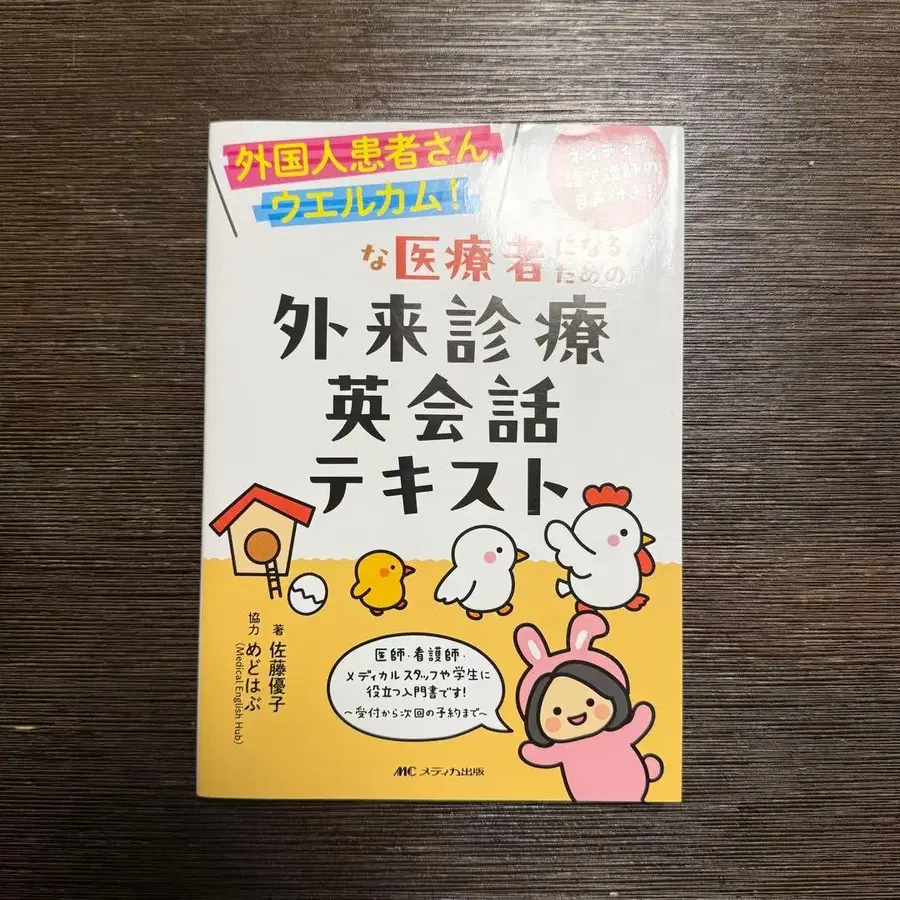 外国人患者さん
ウエルカム!
ネイティブ
語学講師の
音声付き!!
な医療者になるための
外来診療
英会話
テキスト
著 佐藤優子
協力 めどはぶ
(Medical English Hub)
医師・看護師・
メディカルスタッフや学生に
役立つ入門書です!
〜受付から次回の予約まで〜
MC メディカ出版